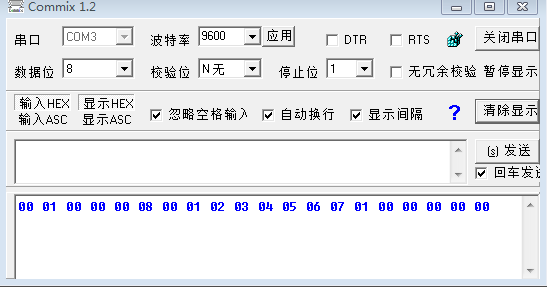 Commix 1.2
串口 COM3 波特率 9600 应用 DTR RTS 关闭串口
数据位 8 校验位 N 无 停止位 1 无冗余校验 暂停显示
输入HEX 显示HEX
输入ASC 显示ASC 忽略空格输入 自动换行 显示间隔 ? 清除显示
(s) 发送
回车发送
00 01 00 00 00 08 00 01 02 03 04 05 06 07 01 00 00 00 00 00